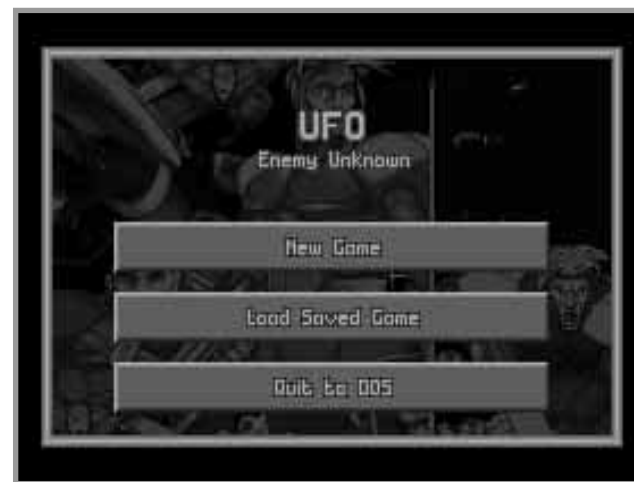 UFO
Enemy Unknown
New Game
Load Saved Game
Quit to DOS